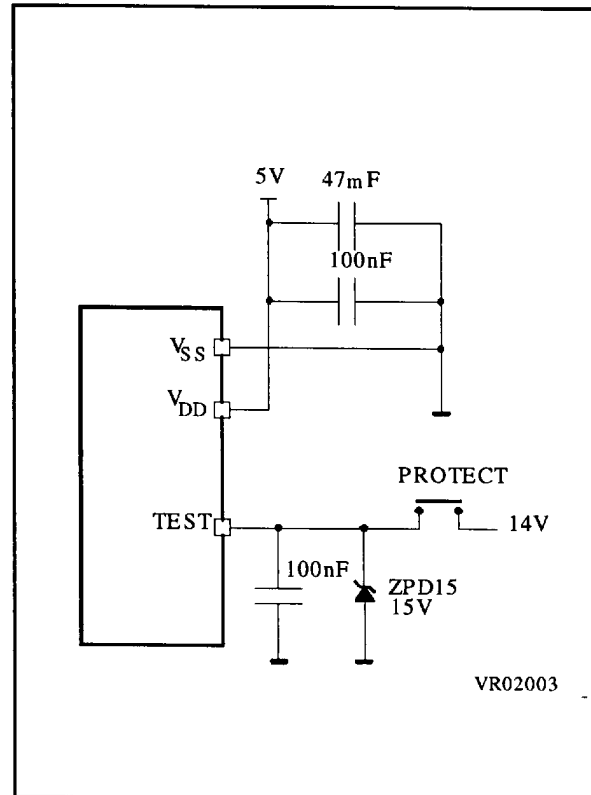 5V 47mF
100nF
VSS
VDD
PROTECT
TEST 14V
100nF ZPD15
15V
VR02003